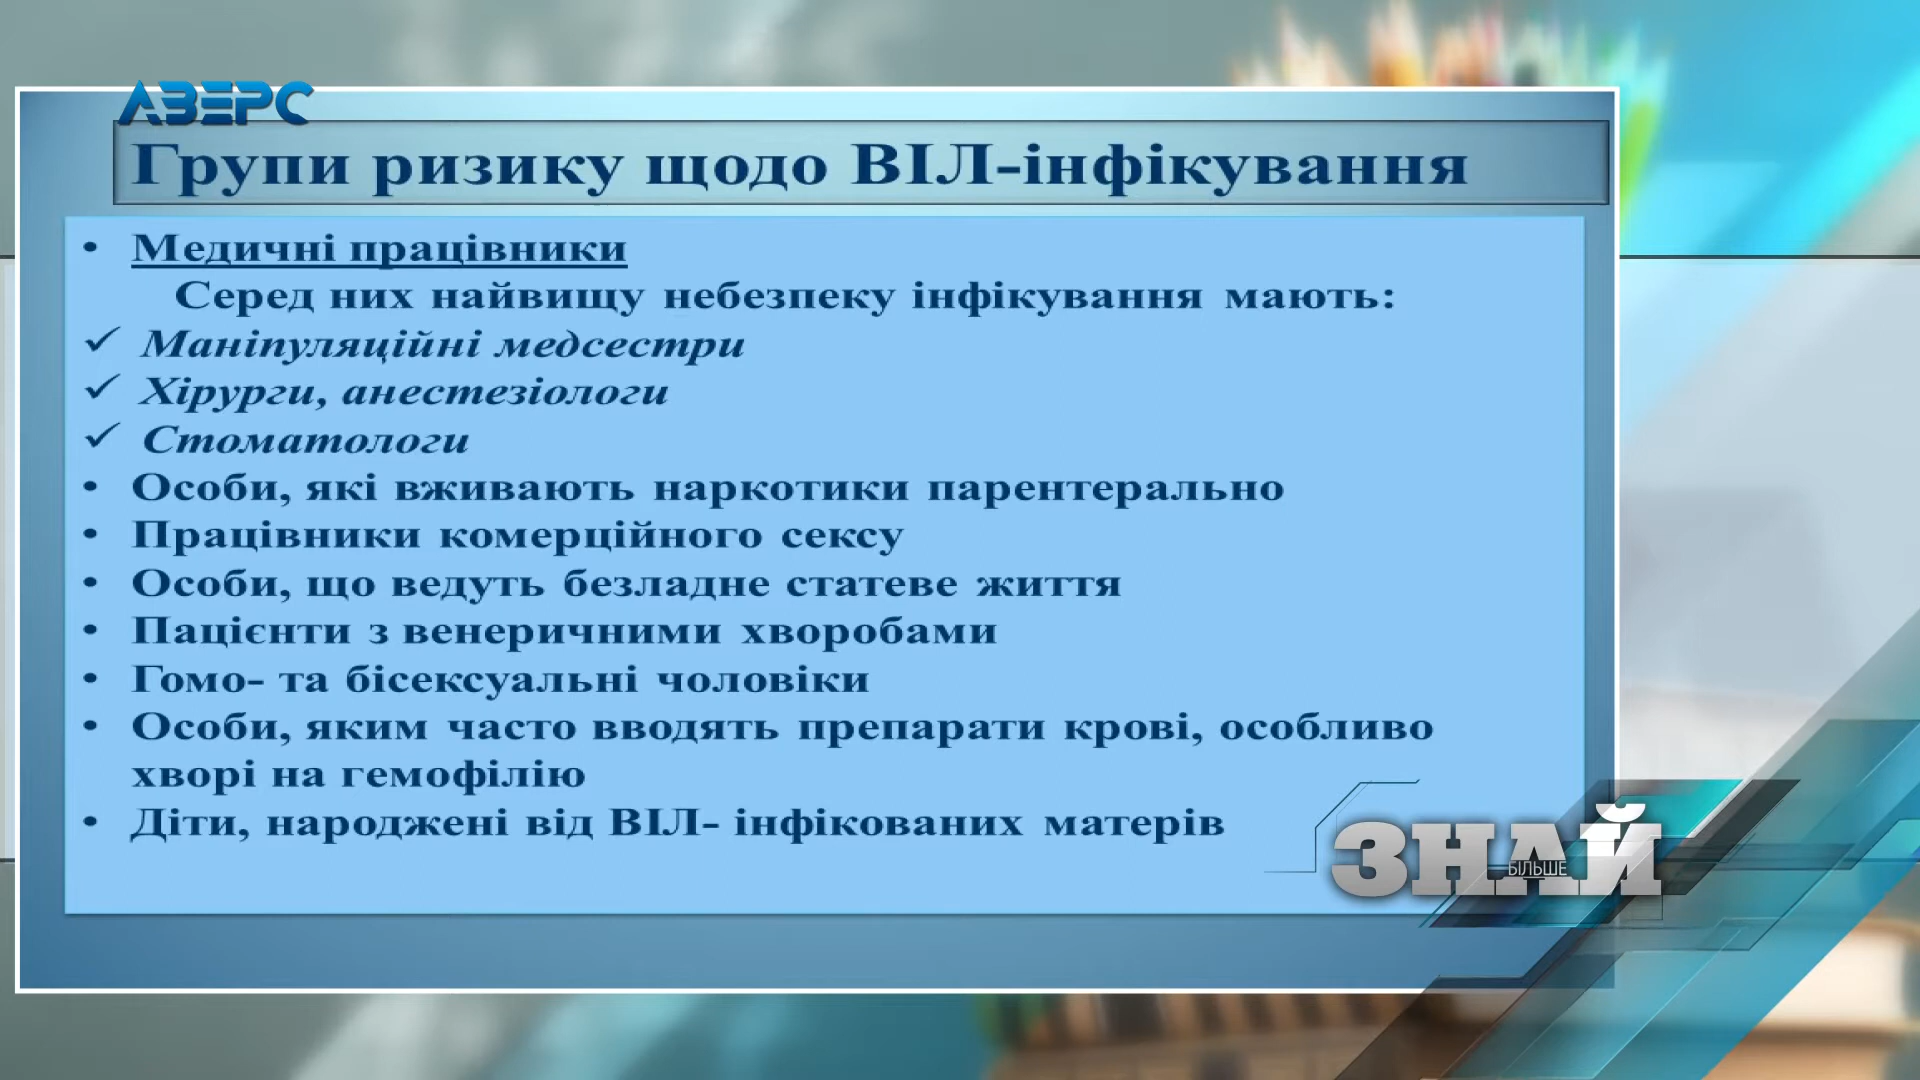 АВЕРС
Групи ризику щодо ВІЛ-інфікування
• Медичні працівники
Серед них найвищу небезпеку інфікування мають:
✓ Маніпуляційні медсестри
✓ Хірурги, анестезіологи
✓ Стоматологи
• Особи, які вживають наркотики парентерально
• Працівники комерційного сексу
• Особи, що ведуть безладне статеве життя
• Пацієнти з венеричними хворобами
• Гомо- та бісексуальні чоловіки
• Особи, яким часто вводять препарати крові, особливо
хворі на гемофілію
• Діти, народжені від ВІЛ- інфікованих матерів
ЗНАЙ
БІЛЬШЕ